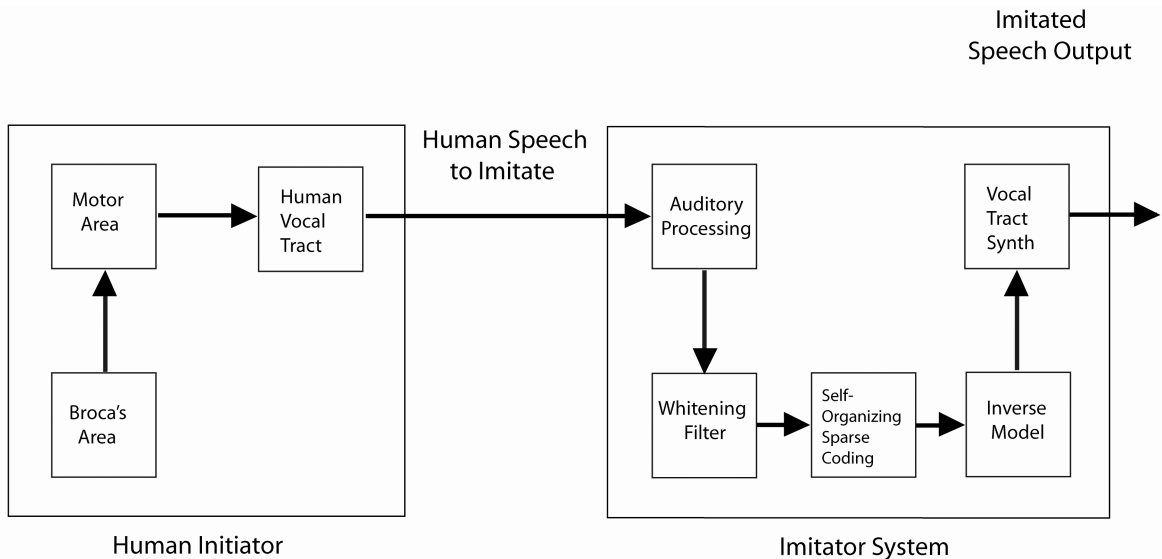 Imitated
Speech Output
Human Speech
to Imitate
Motor
Area
Human
Vocal
Tract
Broca's
Area
Human Initiator
Auditory
Processing
Vocal
Tract
Synth
Whitening
Filter
Self-
Organizing
Sparse
Coding
Inverse
Model
Imitator System